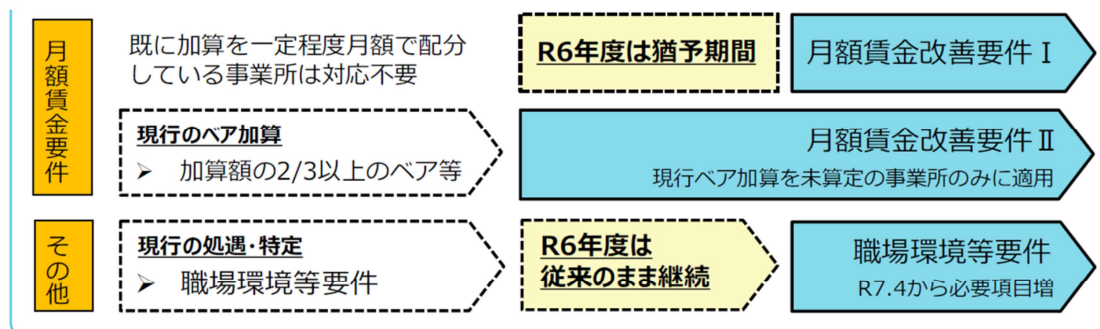 月額賃金要件
既に加算を一定程度月額で配分
している事業所は対応不要
R6年度は猶予期間
月額賃金改善要件Ⅰ
現行のベア加算
➢ 加算額の2/3以上のベア等
月額賃金改善要件Ⅱ
現行ベア加算を未算定の事業所のみに適用
その他
現行の処遇・特定
➢ 職場環境等要件
R6年度は
従来のまま継続
職場環境等要件
R7.4から必要項目増